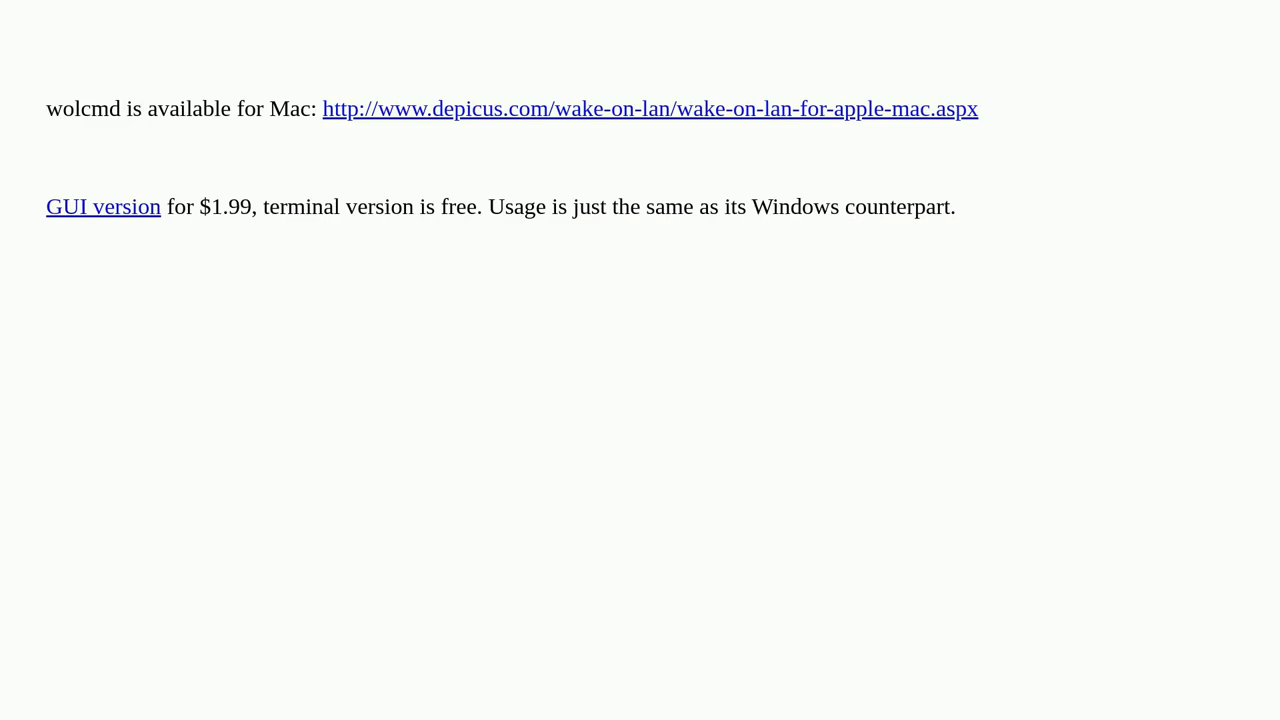 wolcmd is available for Mac: http://www.depicus.com/wake-on-lan/wake-on-lan-for-apple-mac.aspx
GUI version for $1.99, terminal version is free. Usage is just the same as its Windows counterpart.